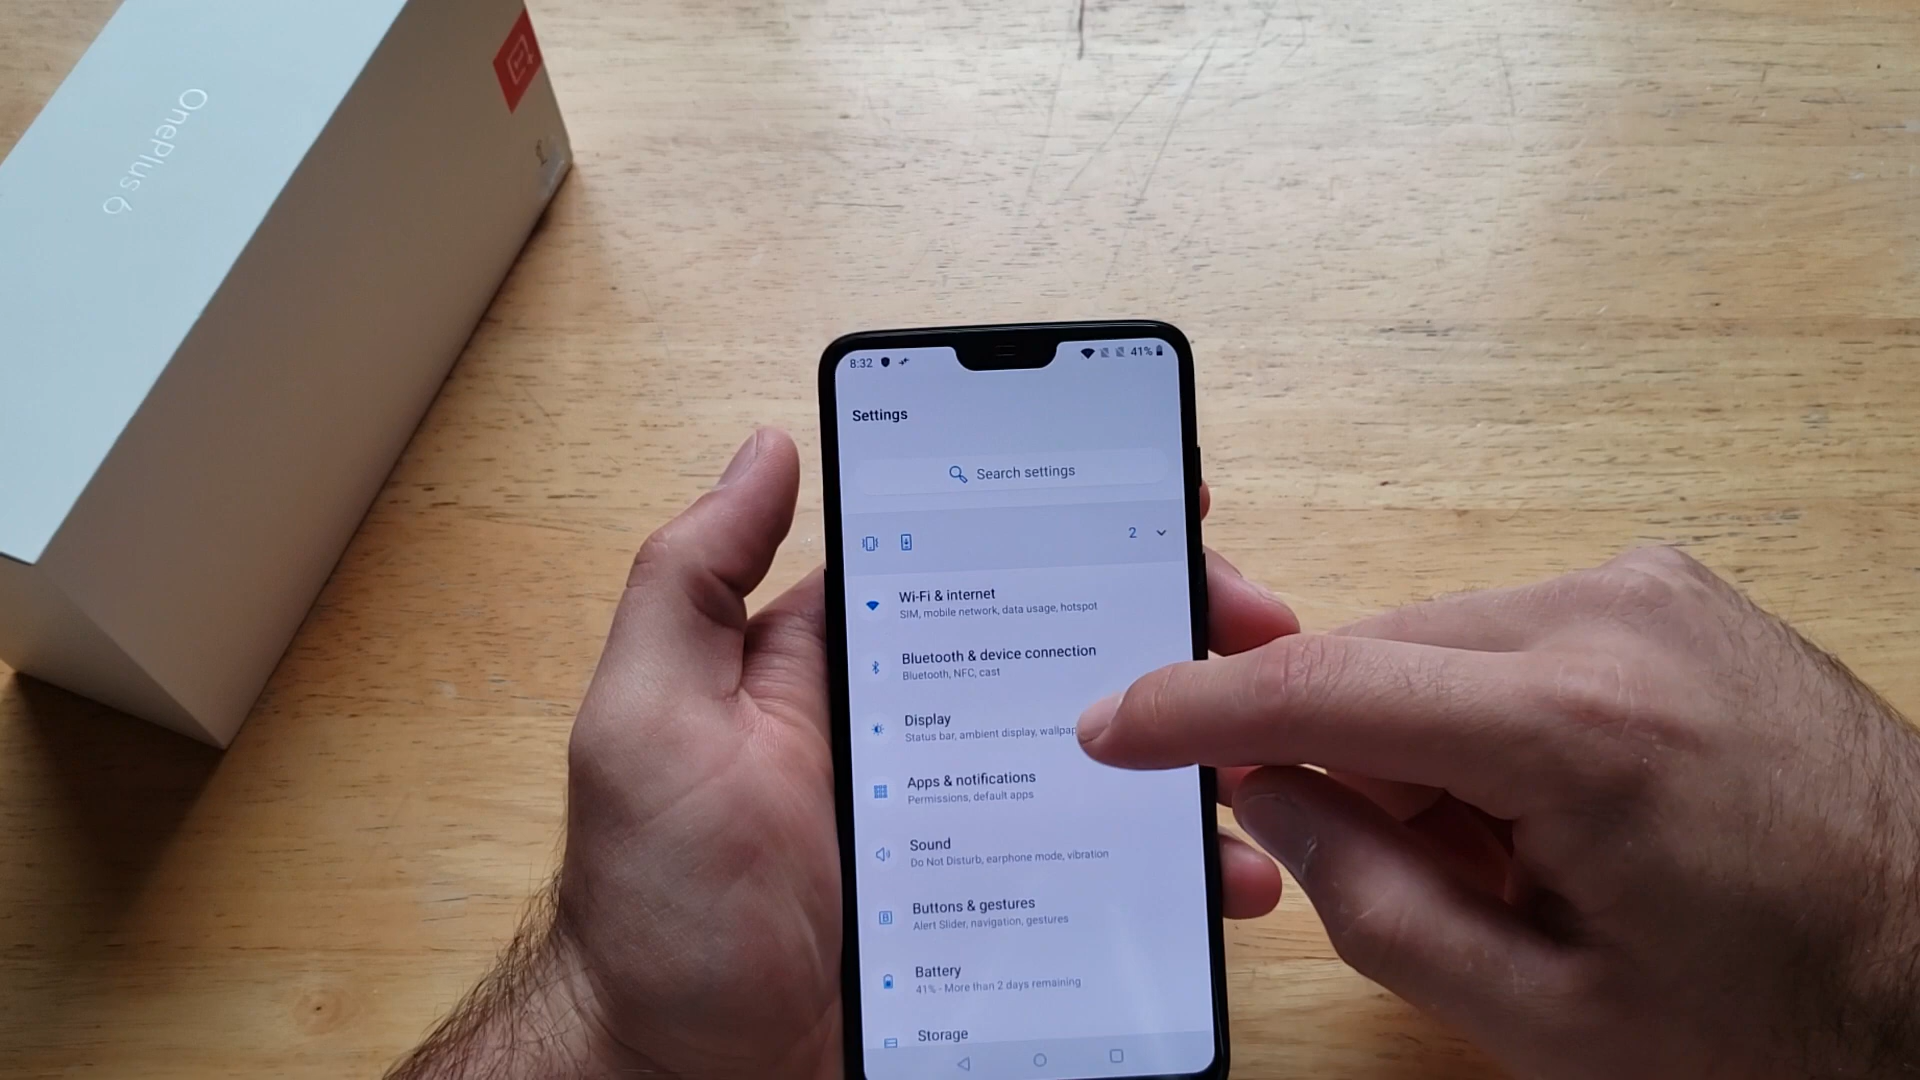 OnePlus 6
8:32
41%
Settings
Search settings
2
Wi-Fi & internet
SIM, mobile network, data usage, hotspot
Bluetooth & device connection
Bluetooth, NFC, cast
Display
Status bar, ambient display, wallpap
Apps & notifications
Permissions, default apps
Sound
Do Not Disturb, earphone mode, vibration
Buttons & gestures
Alert Slider, navigation, gestures
Battery
41% - More than 2 days remaining
Storage